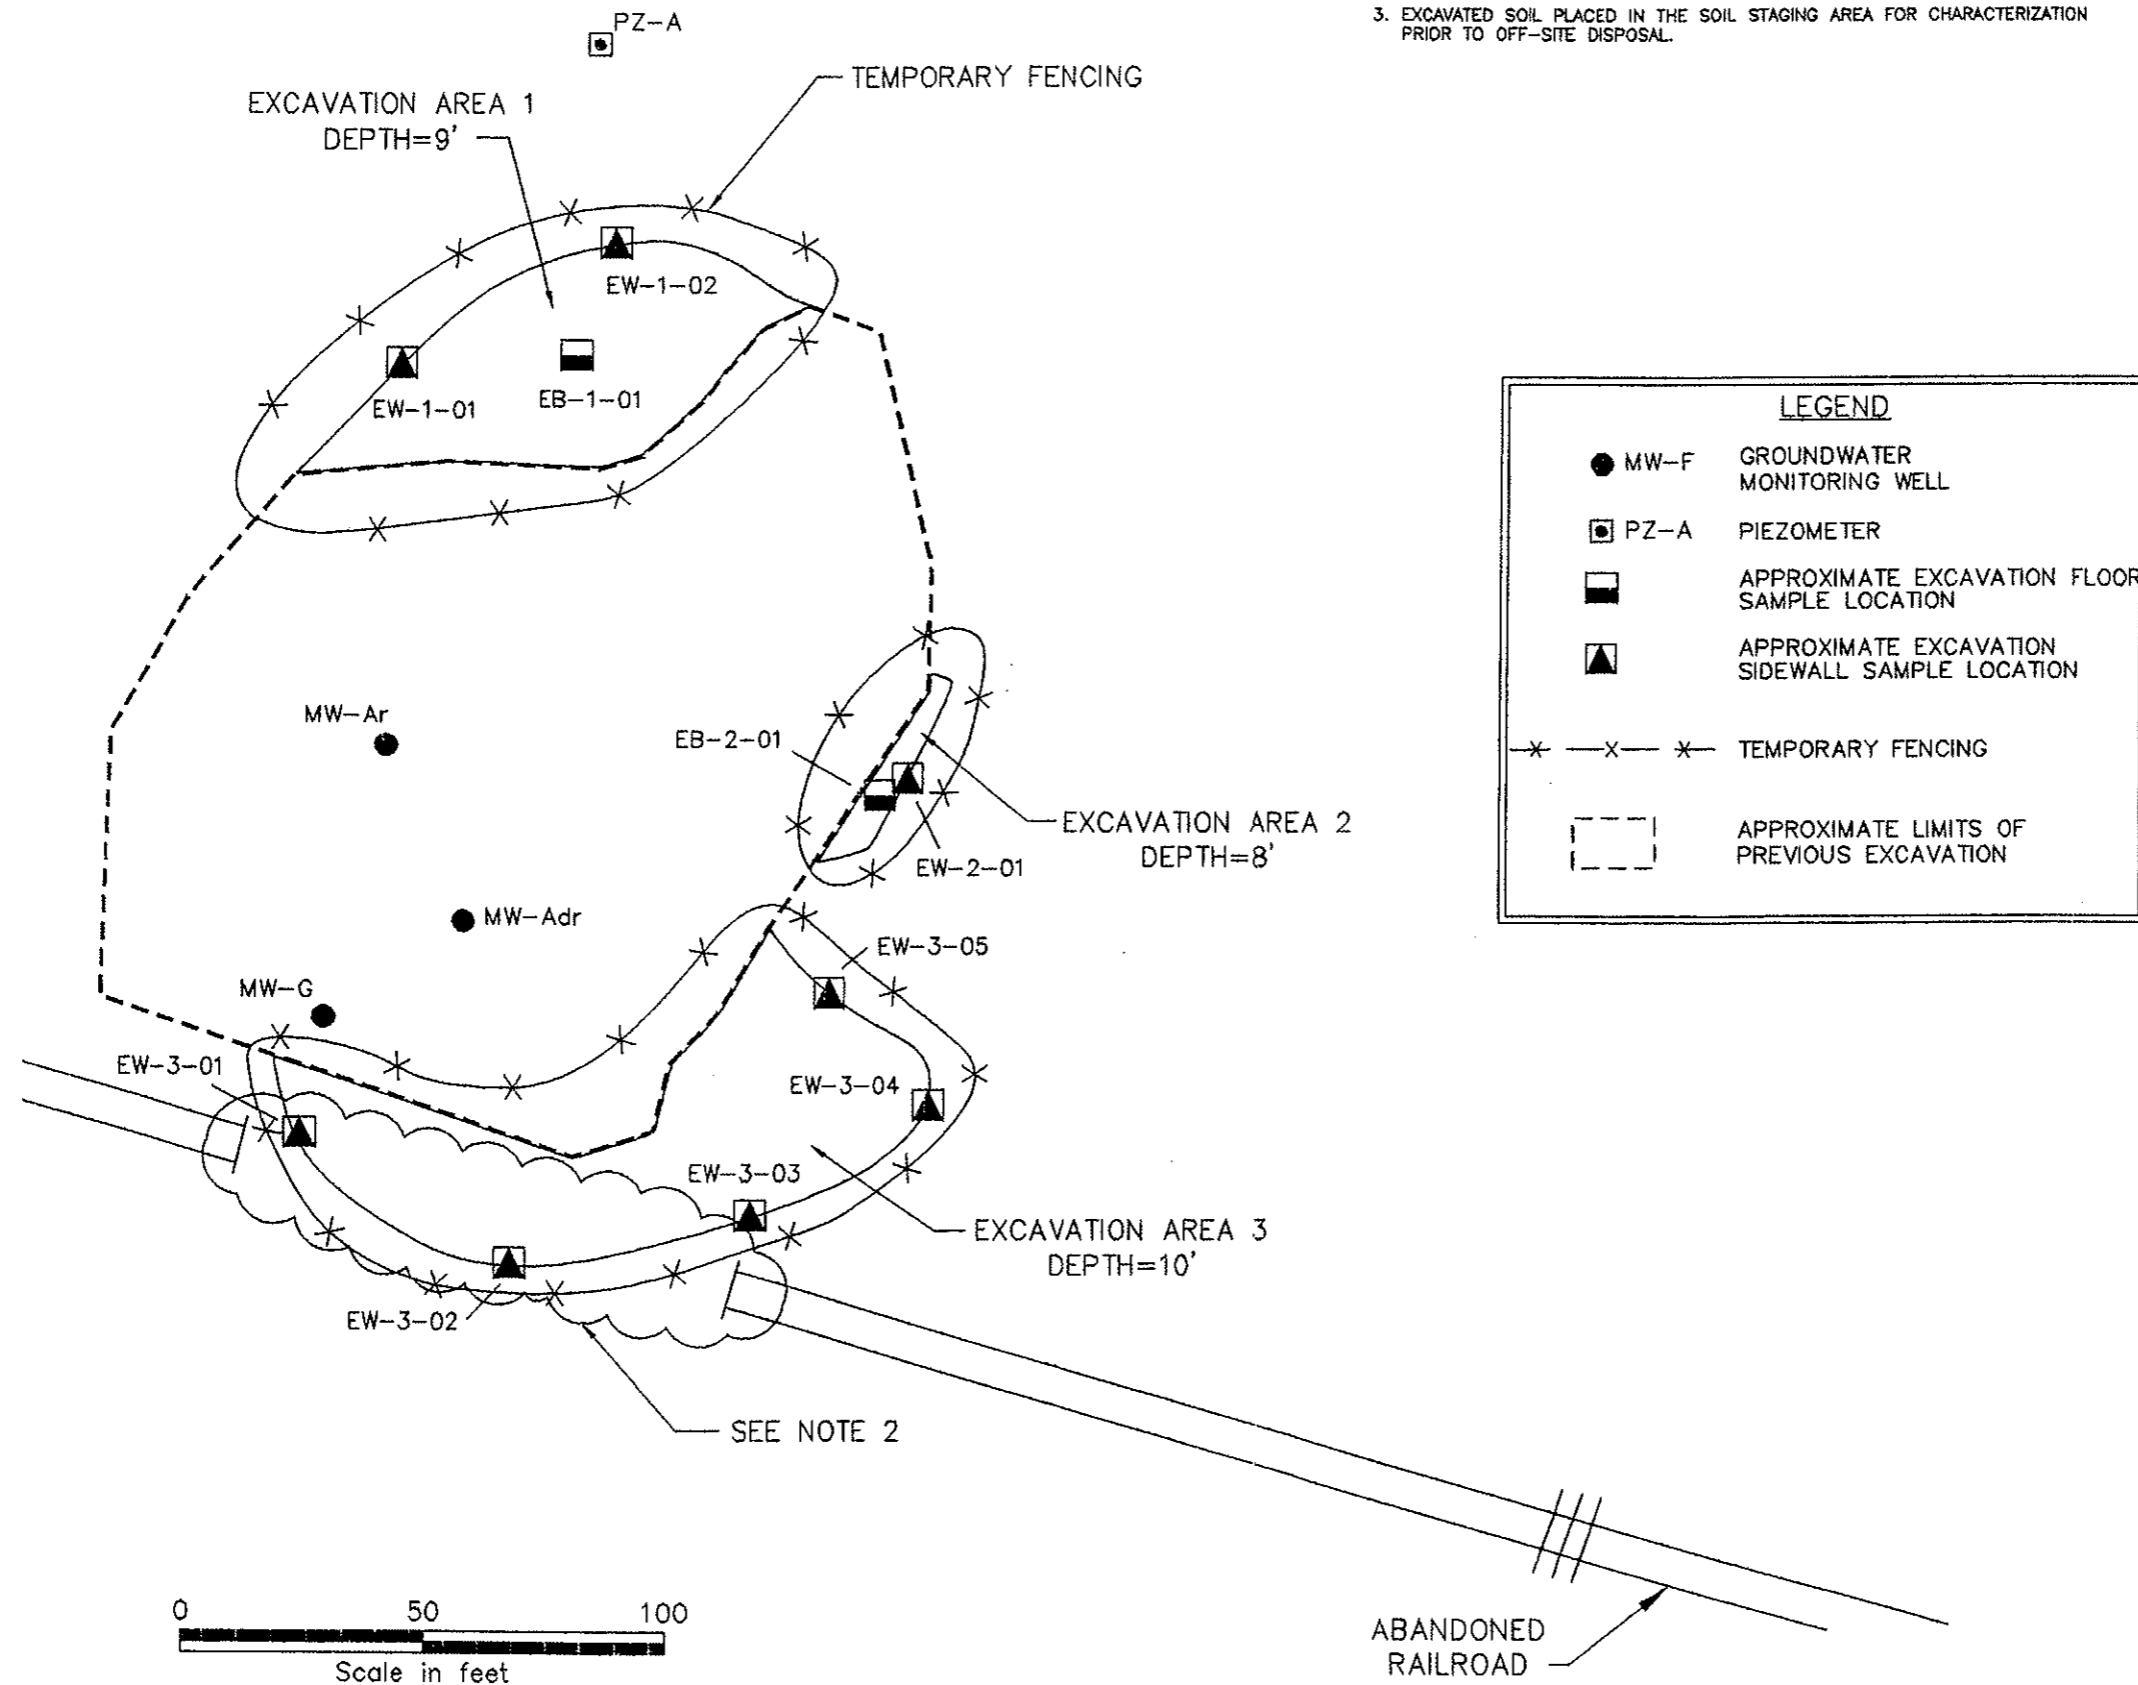 3. EXCAVATED SOIL PLACED IN THE SOIL STAGING AREA FOR CHARACTERIZATION
PRIOR TO OFF-SITE DISPOSAL.
PZ-A
TEMPORARY FENCING
EXCAVATION AREA 1
DEPTH=9'
EW-1-02
EW-1-01
EB-1-01
LEGEND
MW-F GROUNDWATER
MONITORING WELL
PZ-A PIEZOMETER
APPROXIMATE EXCAVATION FLOOR
SAMPLE LOCATION
APPROXIMATE EXCAVATION
SIDEWALL SAMPLE LOCATION
TEMPORARY FENCING
APPROXIMATE LIMITS OF
PREVIOUS EXCAVATION
MW-Ar
EB-2-01
EXCAVATION AREA 2
DEPTH=8'
EW-2-01
MW-Adr
EW-3-05
MW-G
EW-3-01
EW-3-04
EW-3-03
EXCAVATION AREA 3
DEPTH=10'
EW-3-02
SEE NOTE 2
0 50 100
Scale in feet
ABANDONED
RAILROAD